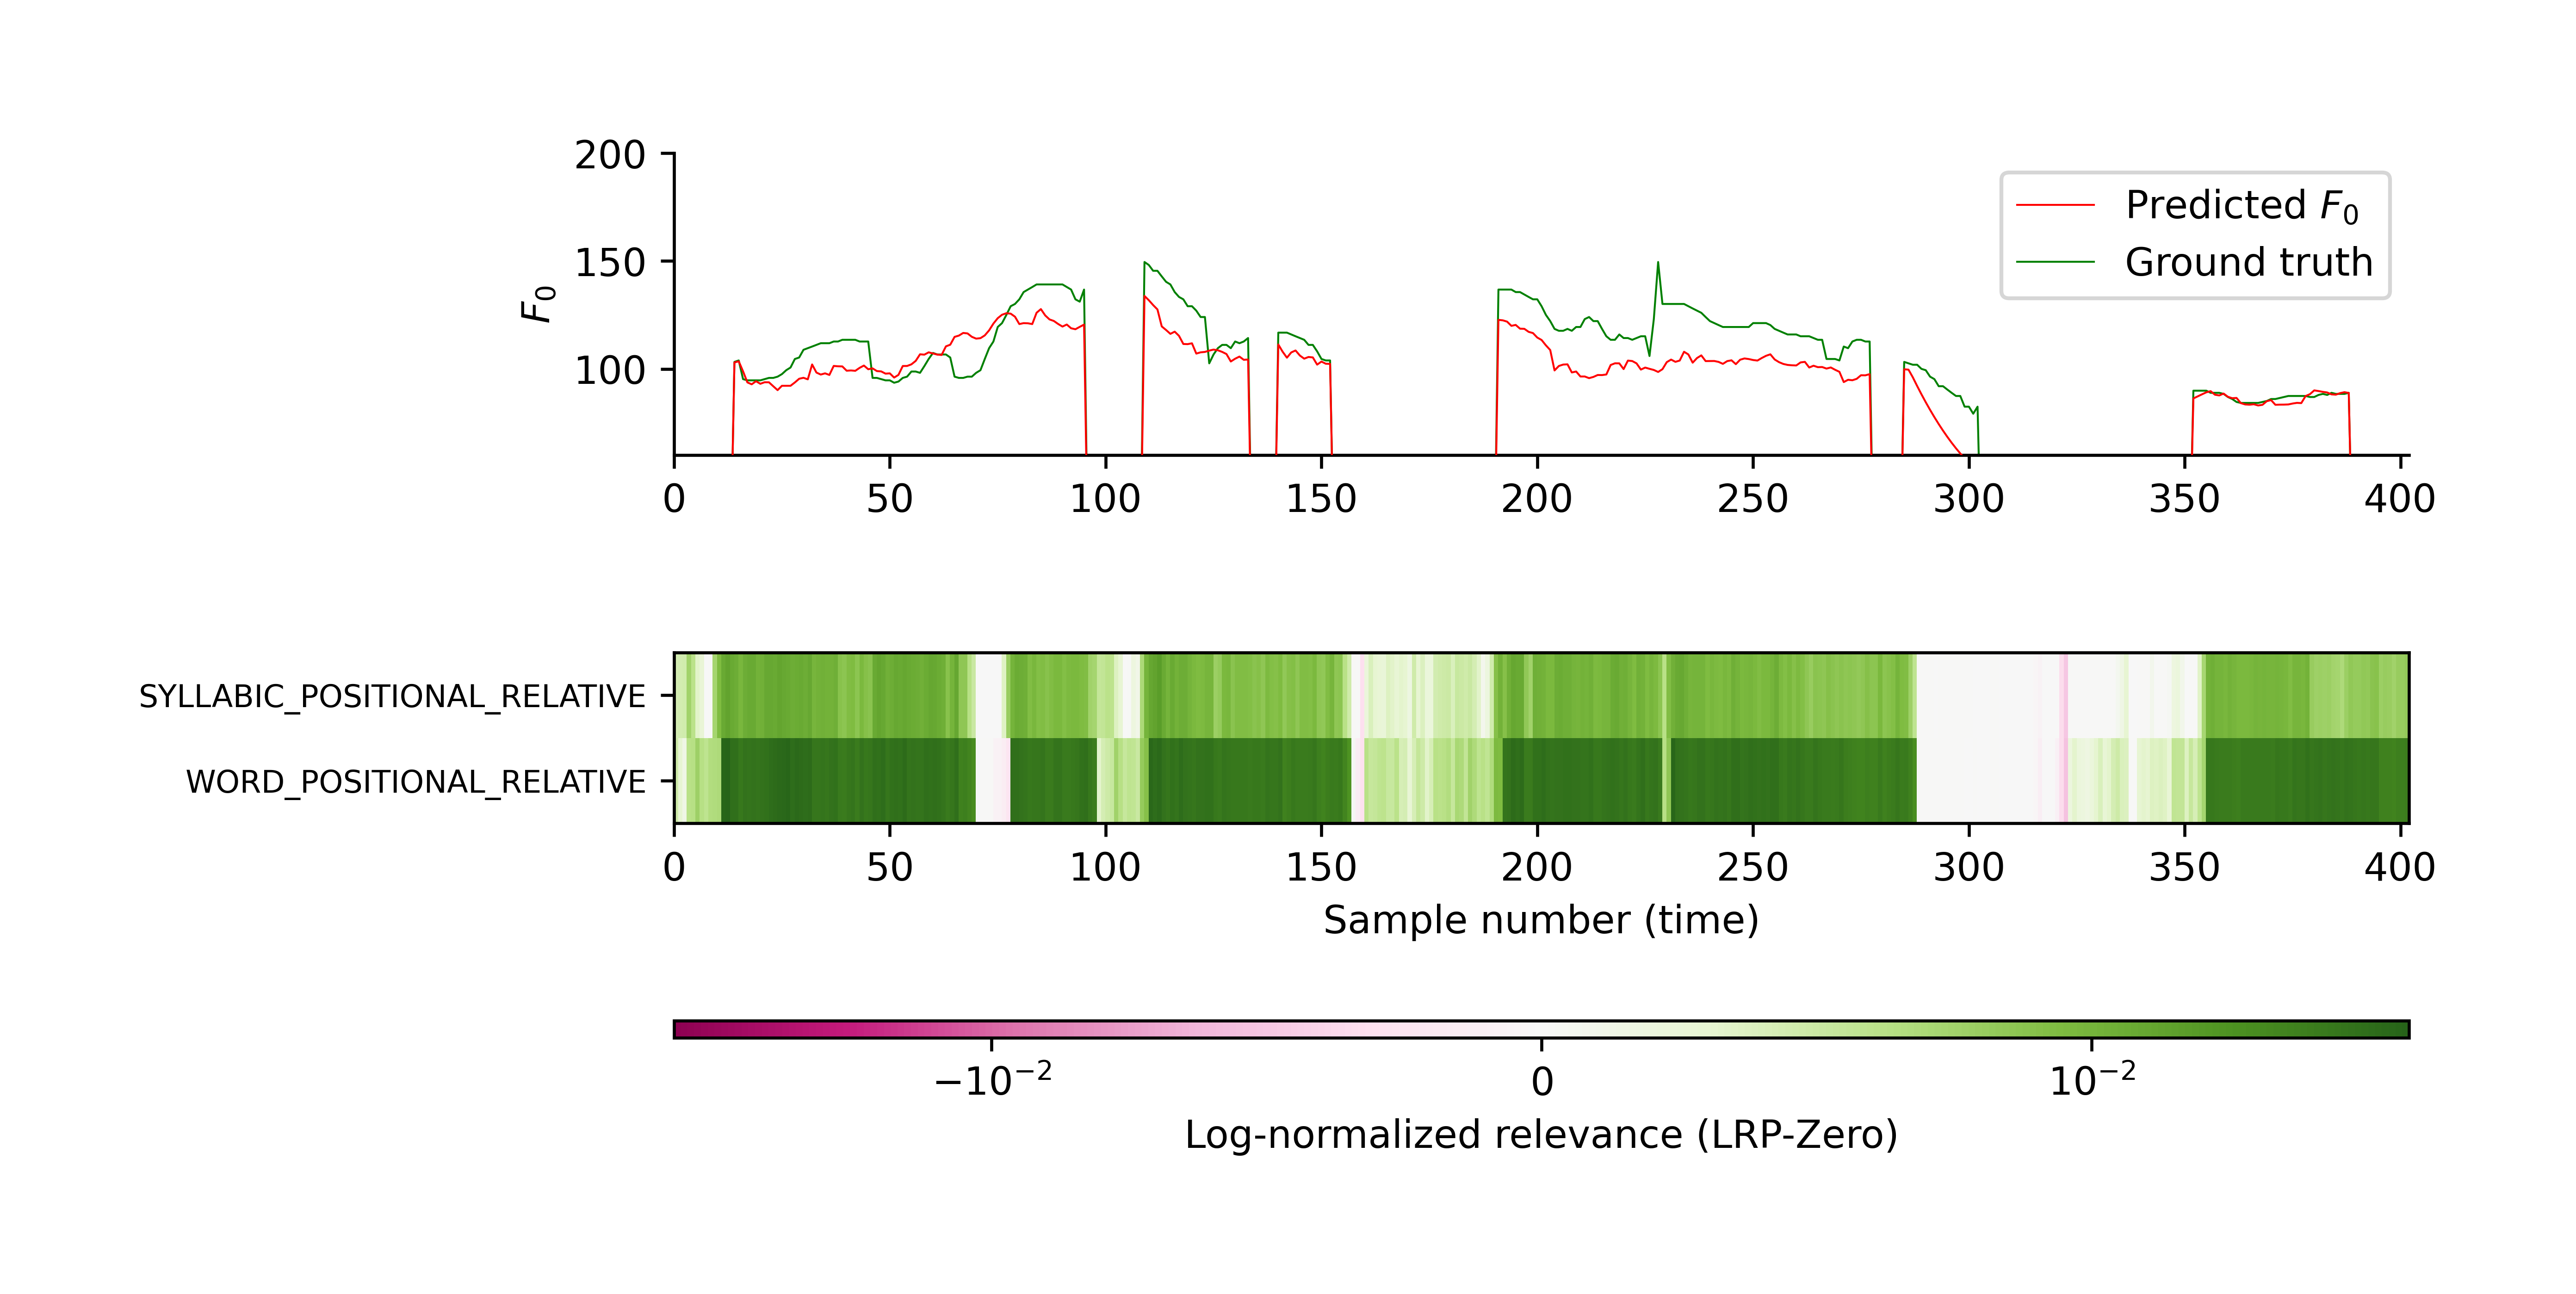 200
150
100
F₀
Predicted F₀
Ground truth
0 50 100 150 200 250 300 350 400
SYLLABIC_POSITIONAL_RELATIVE
WORD_POSITIONAL_RELATIVE
0 50 100 150 200 250 300 350 400
Sample number (time)
−10⁻² 0 10⁻²
Log-normalized relevance (LRP-Zero)